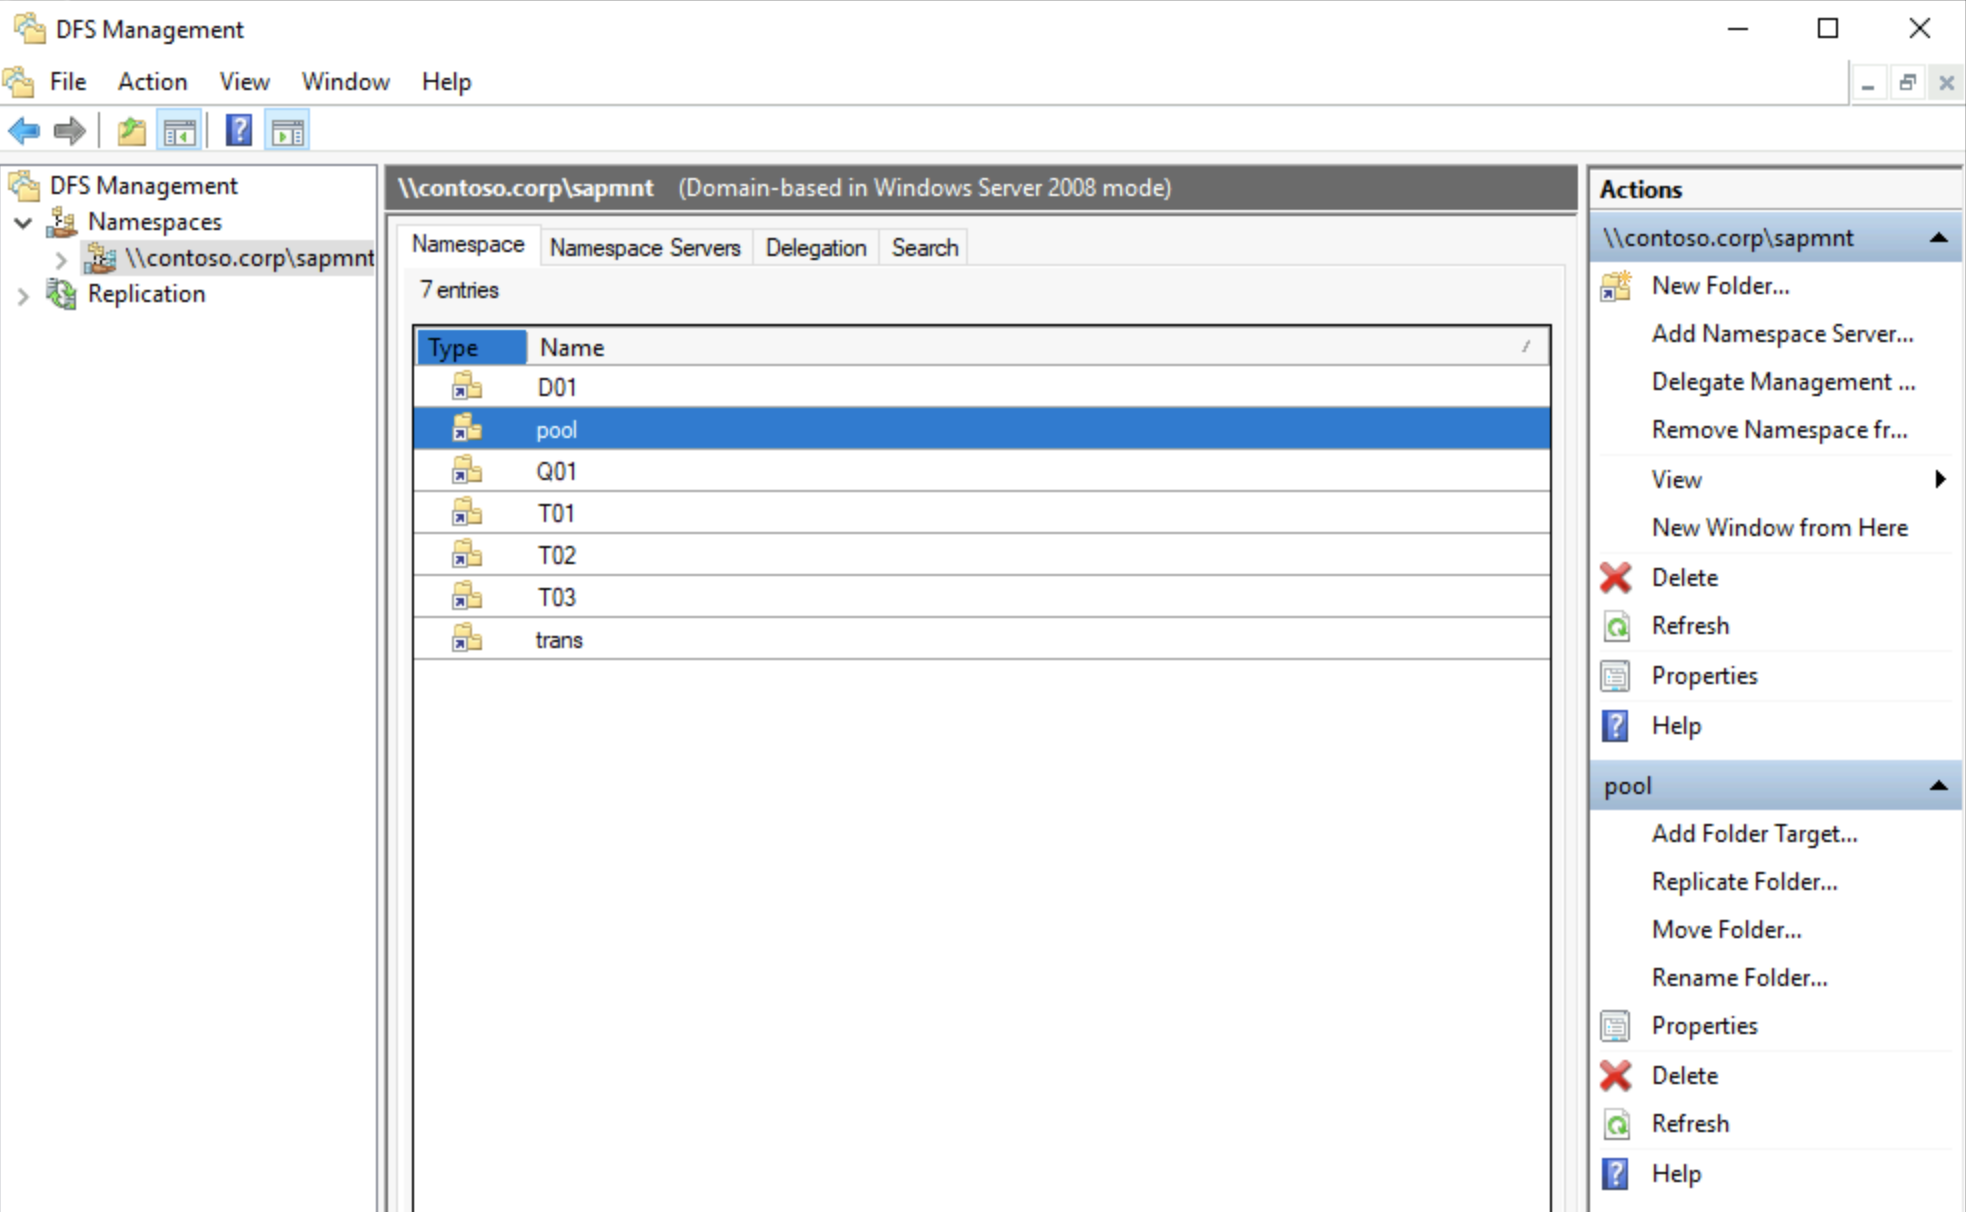 DFS Management
File Action View Window Help
DFS Management
Namespaces
\\contoso.corp\sapmnt
Replication
\\contoso.corp\sapmnt (Domain-based in Windows Server 2008 mode)
Namespace Namespace Servers Delegation Search
7 entries
Type Name
D01
pool
Q01
T01
T02
T03
trans
Actions
\\contoso.corp\sapmnt
New Folder...
Add Namespace Server...
Delegate Management ...
Remove Namespace fr...
View
New Window from Here
Delete
Refresh
Properties
Help
pool
Add Folder Target...
Replicate Folder...
Move Folder...
Rename Folder...
Properties
Delete
Refresh
Help